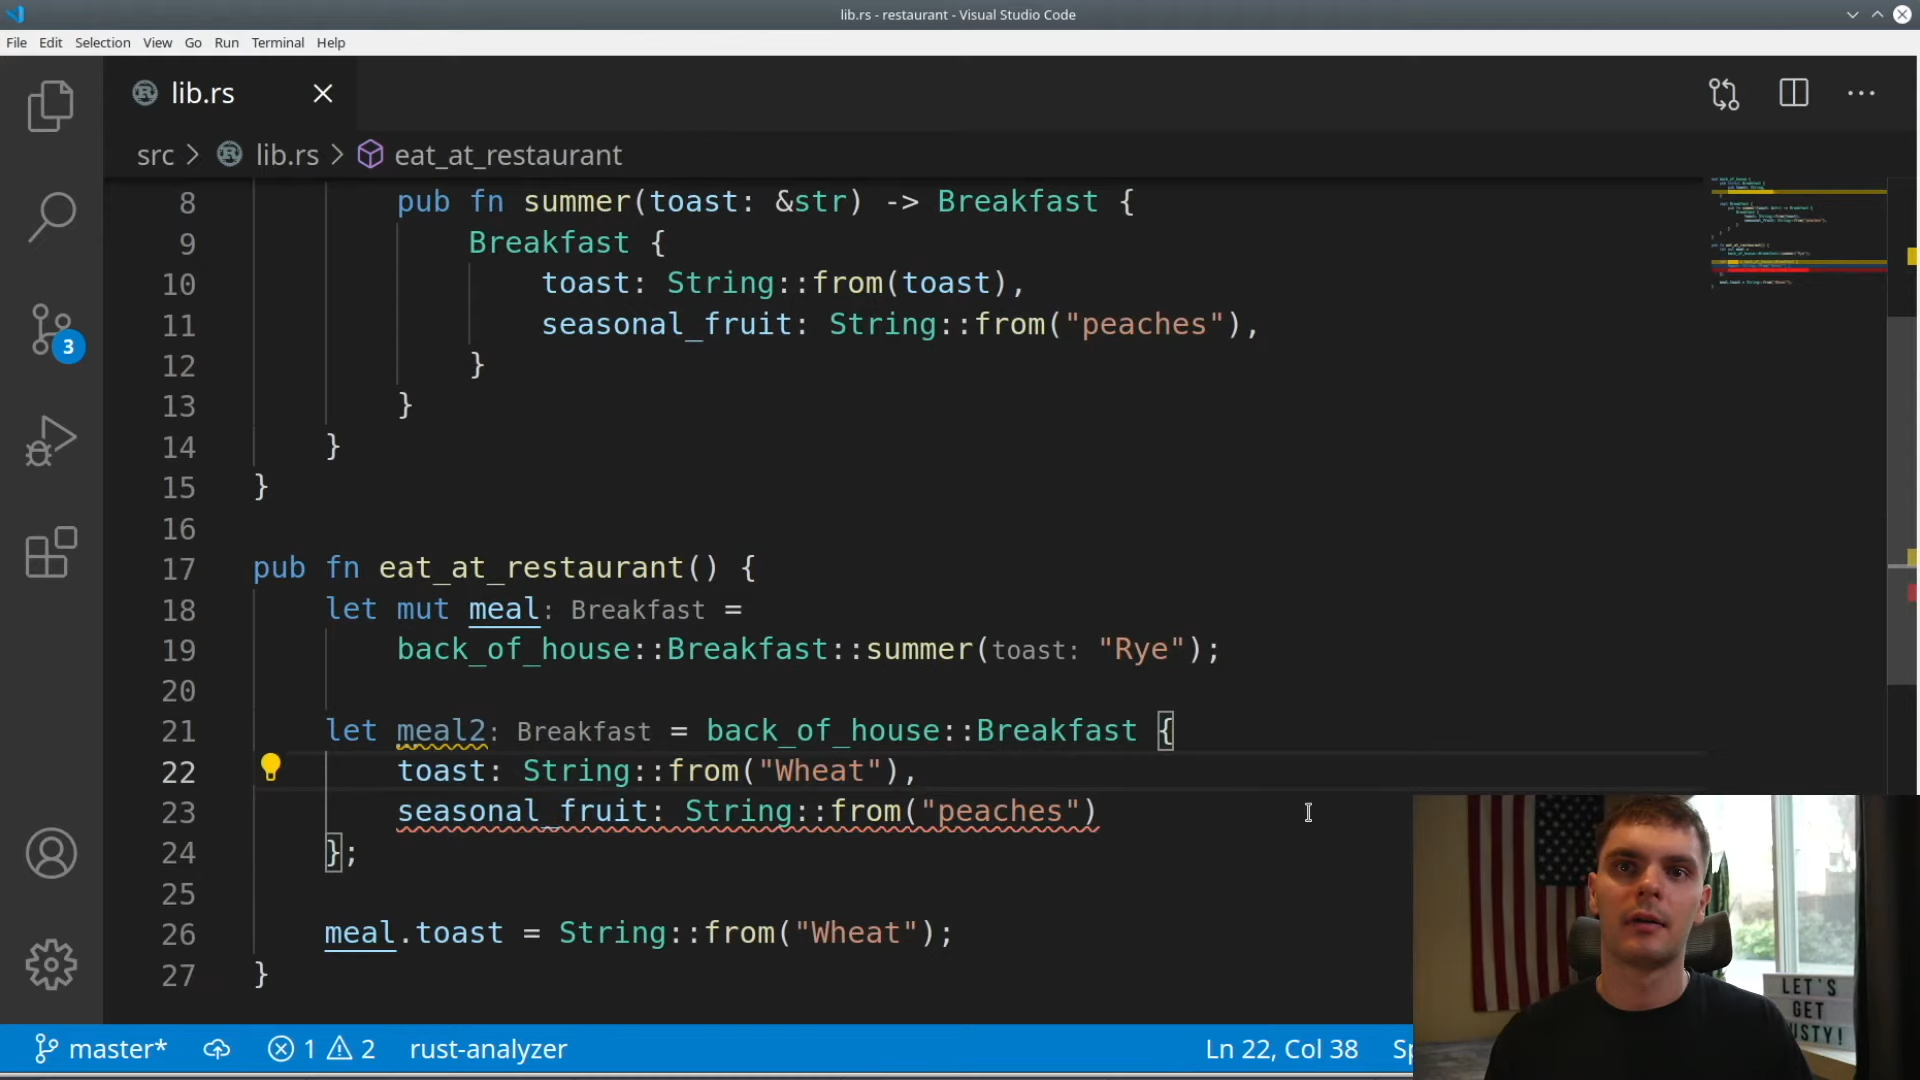 lib.rs - restaurant - Visual Studio Code
File Edit Selection View Go Run Terminal Help
lib.rs
src > lib.rs > eat_at_restaurant
8 pub fn summer(toast: &str) -> Breakfast {
9 Breakfast {
10 toast: String::from(toast),
11 seasonal_fruit: String::from("peaches"),
12 }
13 }
14 }
15 }
16
17 pub fn eat_at_restaurant() {
18 let mut meal: Breakfast =
19 back_of_house::Breakfast::summer(toast: "Rye");
20
21 let meal2: Breakfast = back_of_house::Breakfast {
22 toast: String::from("Wheat"),
23 seasonal_fruit: String::from("peaches")
24 };
25
26 meal.toast = String::from("Wheat");
27 }
3
LET'S
GET
USTY!
master* 1 2 rust-analyzer Ln 22, Col 38 Sp